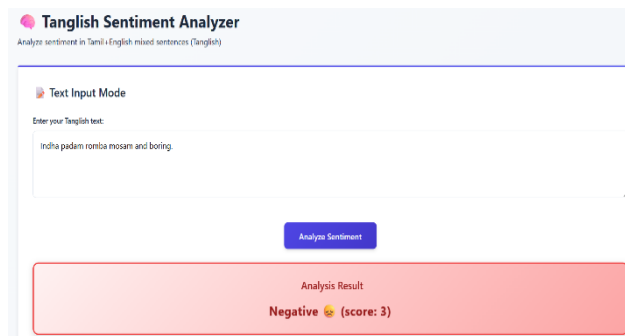 🧠 Tanglish Sentiment Analyzer
Analyze sentiment in Tamil+English mixed sentences (Tanglish)
📝 Text Input Mode
Enter your Tanglish text:
Indha padam romba mosam and boring.
Analyze Sentiment
Analysis Result
Negative 😞 (score: 3)